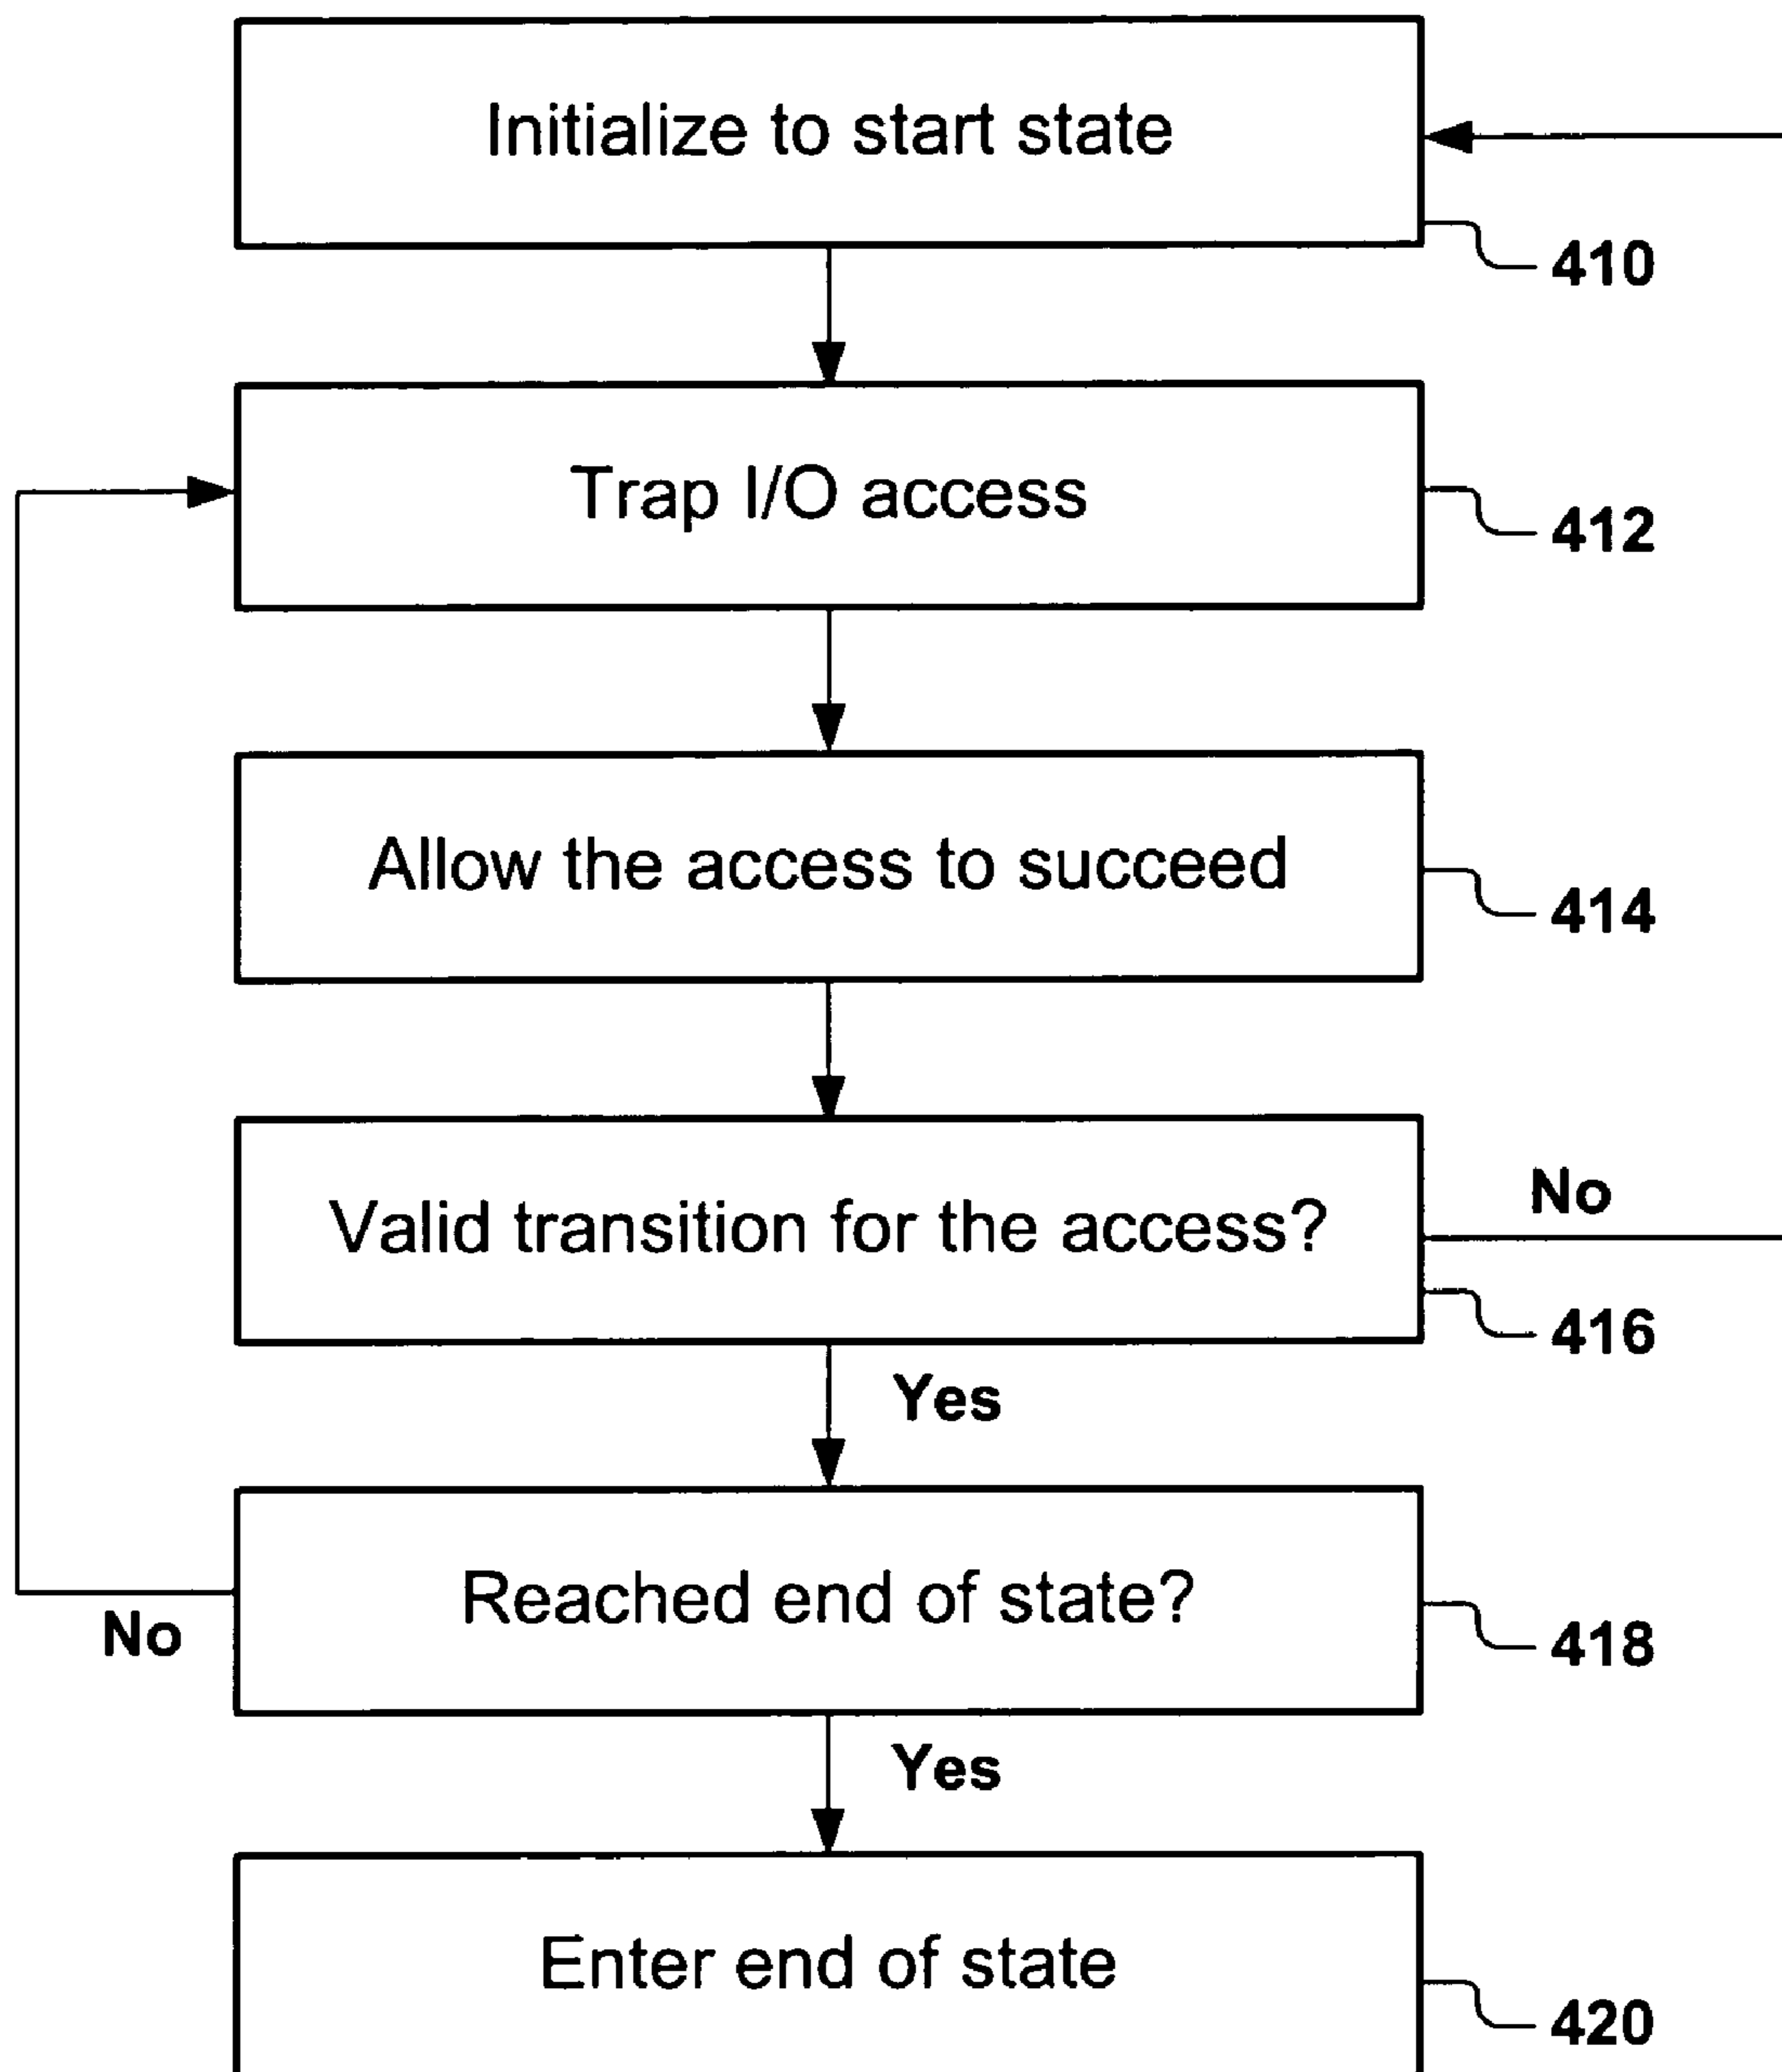 Initialize to start state
410
Trap I/O access
412
Allow the access to succeed
414
Valid transition for the access?
No
416
Yes
Reached end of state?
No
418
Yes
Enter end of state
420